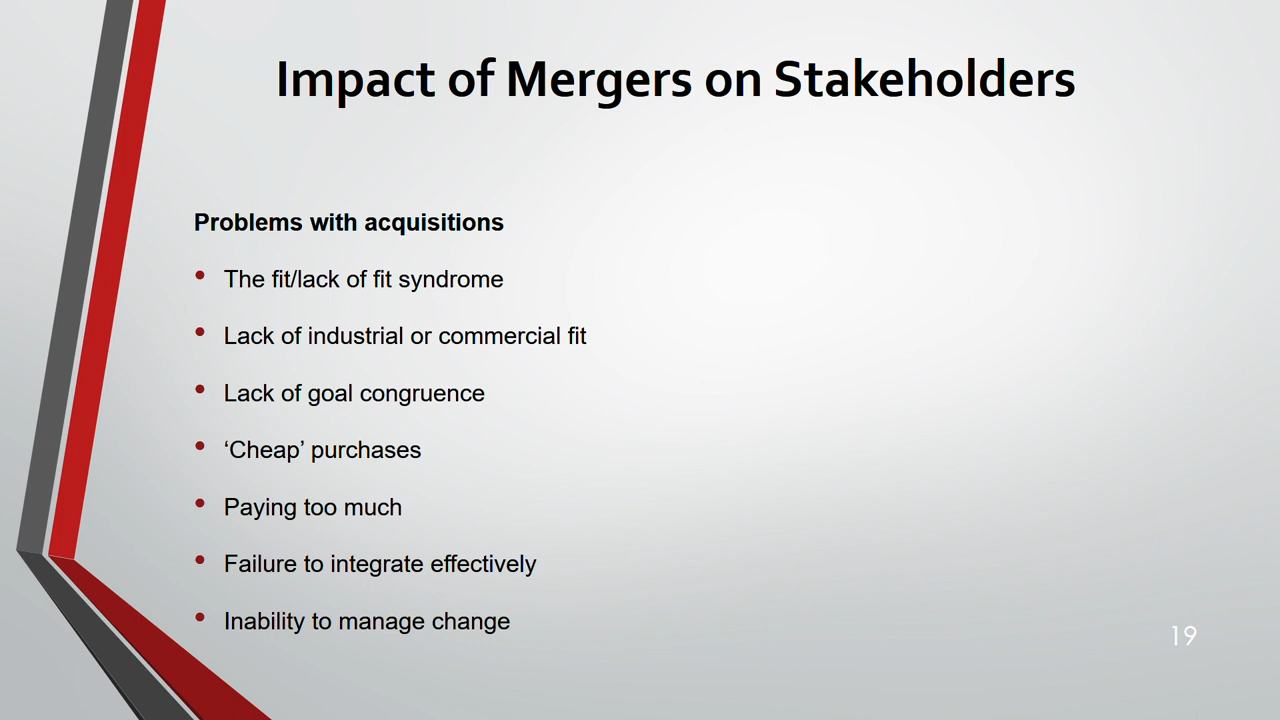 Impact of Mergers on Stakeholders
Problems with acquisitions
• The fit/lack of fit syndrome
• Lack of industrial or commercial fit
• Lack of goal congruence
• ‘Cheap’ purchases
• Paying too much
• Failure to integrate effectively
• Inability to manage change
19